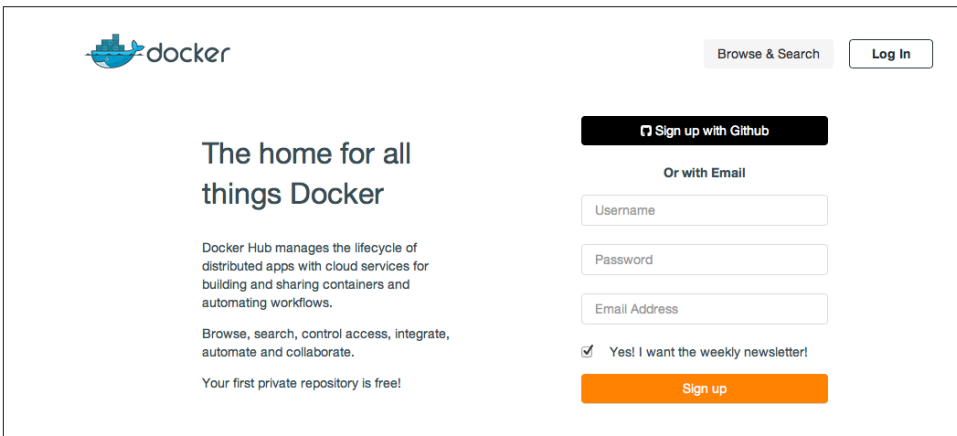 docker
Browse & Search
Log In
The home for all
things Docker
Docker Hub manages the lifecycle of
distributed apps with cloud services for
building and sharing containers and
automating workflows.
Browse, search, control access, integrate,
automate and collaborate.
Your first private repository is free!
Sign up with Github
Or with Email
Username
Password
Email Address
Yes! I want the weekly newsletter!
Sign up